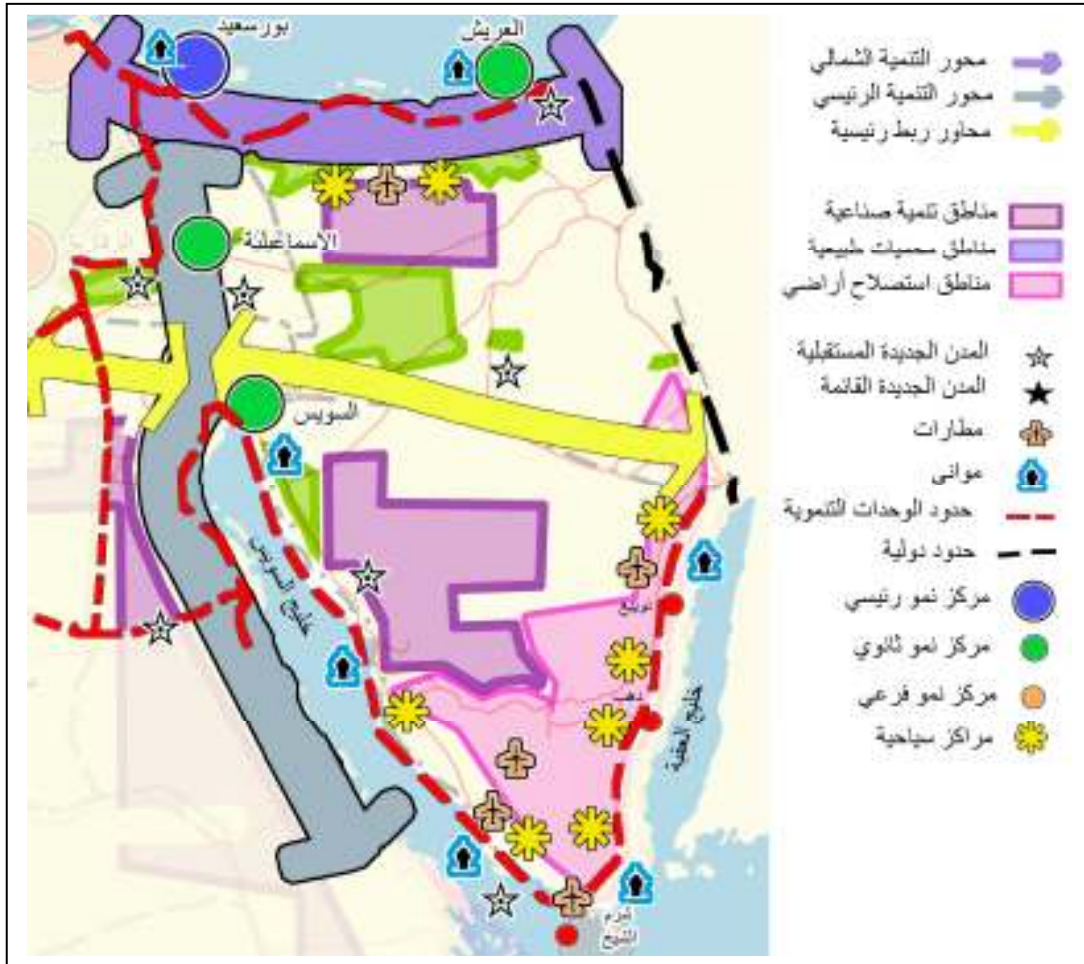 بورسعيد
العريش
الاسماعيلية
السويس
خليج السويس
نويبع
دهب
خليج العقبة
شرم
الشيخ
محور التنمية الشمالي
محور التنمية الرئيسي
محاور ربط رئيسية
مناطق تنمية صناعية
مناطق محميات طبيعية
مناطق استصلاح أراضي
المدن الجديدة المستقبلية
المدن الجديدة القائمة
مطارات
موانى
حدود الوحدات التنموية
حدود دولية
مركز نمو رئيسي
مركز نمو ثانوي
مركز نمو فرعي
مراكز سياحية